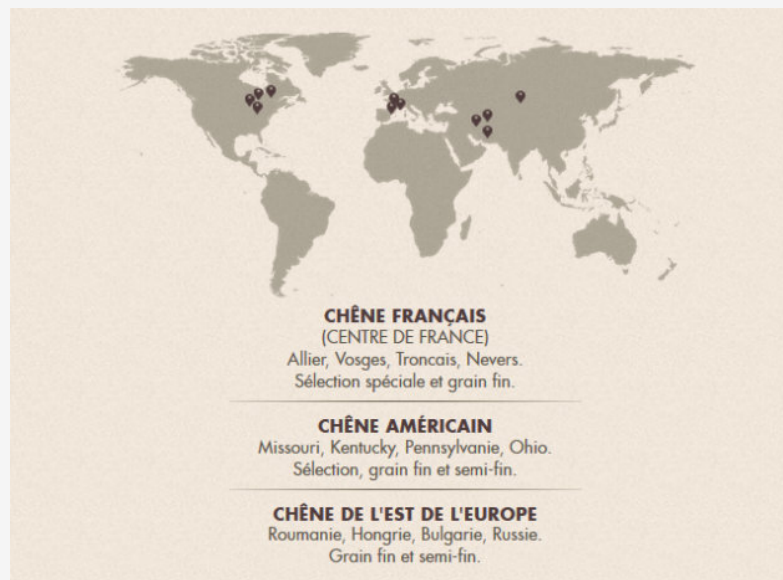 CHÊNE FRANÇAIS
(CENTRE DE FRANCE)
Allier, Vosges, Troncais, Nevers.
Sélection spéciale et grain fin.
CHÊNE AMÉRICAIN
Missouri, Kentucky, Pennsylvanie, Ohio.
Sélection, grain fin et semi-fin.
CHÊNE DE L'EST DE L'EUROPE
Roumanie, Hongrie, Bulgarie, Russie.
Grain fin et semi-fin.